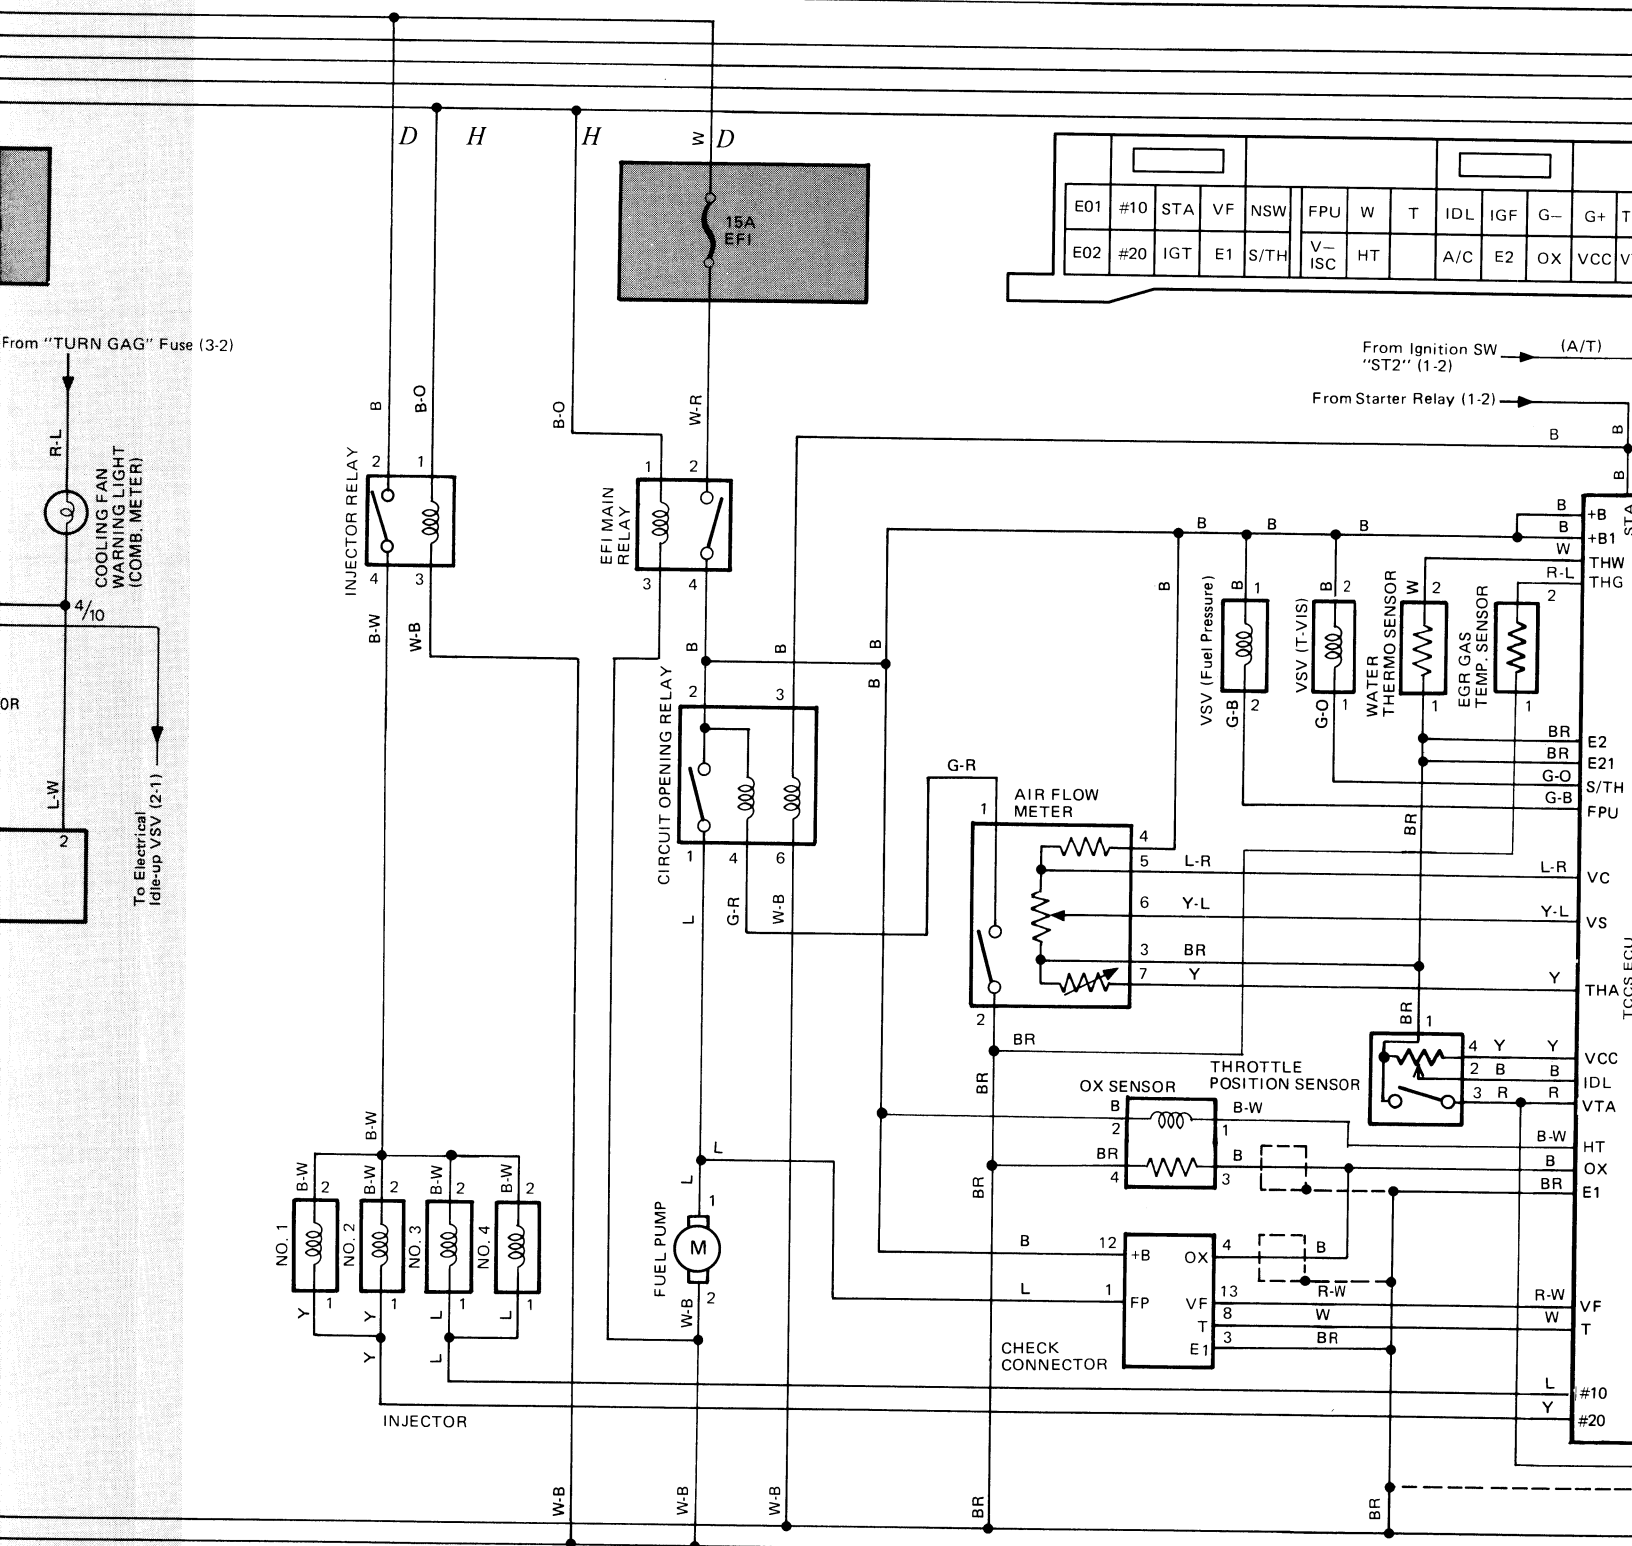 D
H
H
W
D
15A
EFI
E01 #10 STA VF NSW FPU W T IDL IGF G− G+
E02 #20 IGT E1 S/TH V−ISC HT A/C E2 OX VCC
From "TURN GAG" Fuse (3-2)
From Ignition SW
"ST2" (1-2)
(A/T)
From Starter Relay (1-2)
B
B-O
B-O
W-R
B
B
B
R-L
COOLING FAN
WARNING LIGHT
(COMB. METER)
4/10
L-W
2
To Electrical
Idle-up VSV (2-1)
INJECTOR RELAY
2 1
4 3
B-W
W-B
EFI MAIN
RELAY
1 2
3 4
B
B
B
B
CIRCUIT OPENING RELAY
2 3
1 4 6
L
G-R
W-B
G-R
B B B
B
VSV (Fuel Pressure)
B 1
G-B 2
VSV (T-VIS)
B 2
G-O 1
WATER
THERMO SENSOR
W 2
1
EGR GAS
TEMP. SENSOR
2
1
B +B
B +B1
W THW
R-L THG
STA
BR E2
BR E21
G-O S/TH
G-B FPU
BR
AIR FLOW
METER
1
4
5 L-R
6 Y-L
3 BR
7 Y
2
L-R VC
Y-L VS
Y THA
TCCS ECU
BR
BR
BR 1
THROTTLE
POSITION SENSOR
4 Y Y VCC
2 B B IDL
3 R R VTA
OX SENSOR
B
2
B-W
1
BR
4
B
3
B-W HT
B OX
BR E1
BR
B-W
B-W 2
B-W 2
B-W 2
B-W 2
NO. 1
NO. 2
NO. 3
NO. 4
Y 1
Y 1
L 1
L 1
Y
L
INJECTOR
L
L
1
FUEL PUMP
M
2
W-B
B 12 +B
OX 4 B
L 1 FP
VF 13 R-W
T 8 W
E1 3 BR
CHECK
CONNECTOR
R-W VF
W T
L #10
Y #20
W-B
W-B
W-B
BR
BR